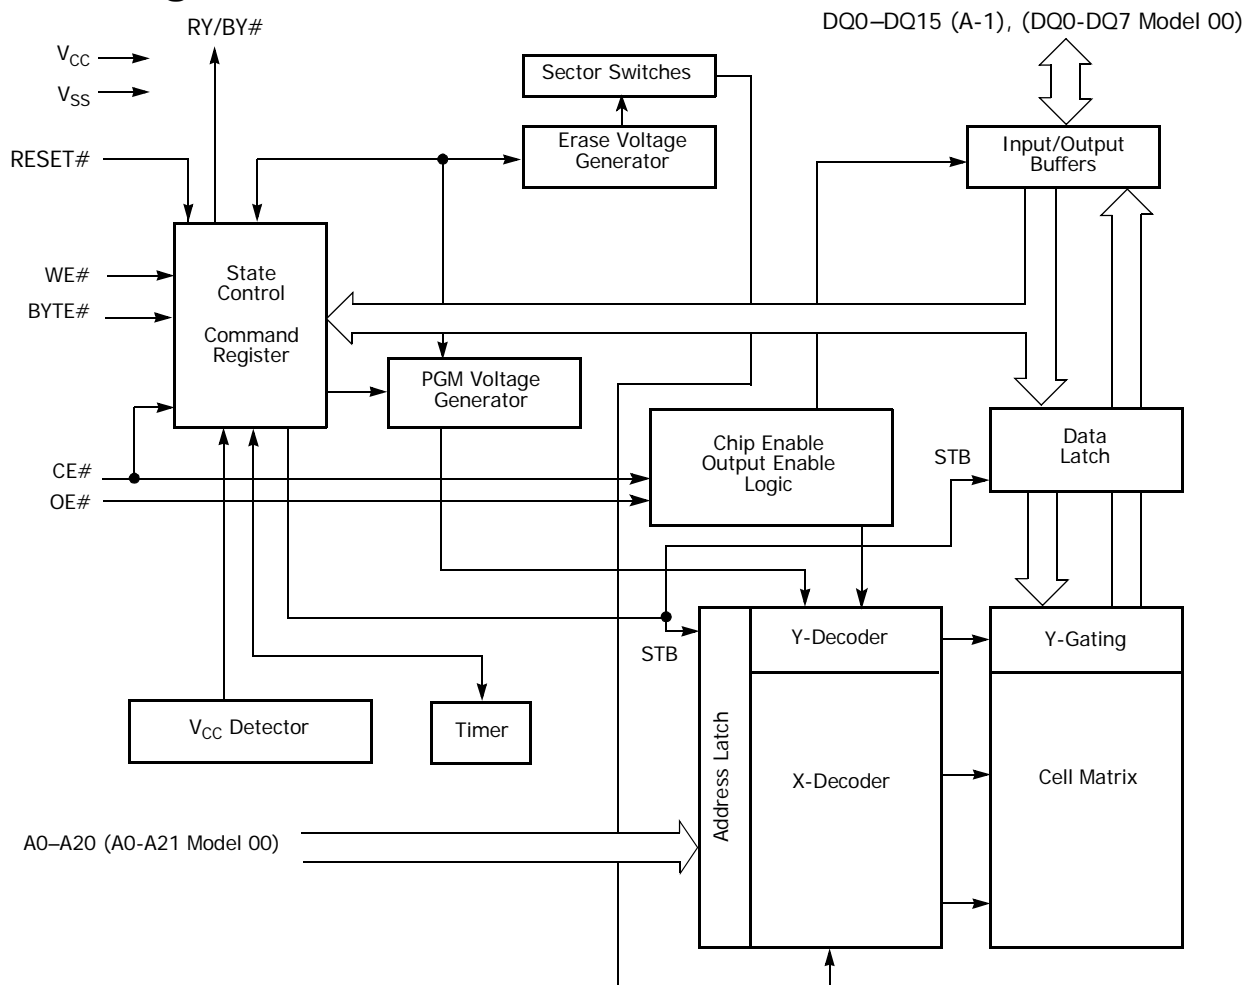 RY/BY#
DQ0–DQ15 (A-1), (DQ0-DQ7 Model 00)
VCC
VSS
Sector Switches
Erase Voltage
Generator
Input/Output
Buffers
RESET#
WE#
BYTE#
State
Control
Command
Register
PGM Voltage
Generator
Chip Enable
Output Enable
Logic
Data
Latch
STB
CE#
OE#
STB
Y-Decoder
Y-Gating
VCC Detector
Timer
Address Latch
X-Decoder
Cell Matrix
A0–A20 (A0-A21 Model 00)